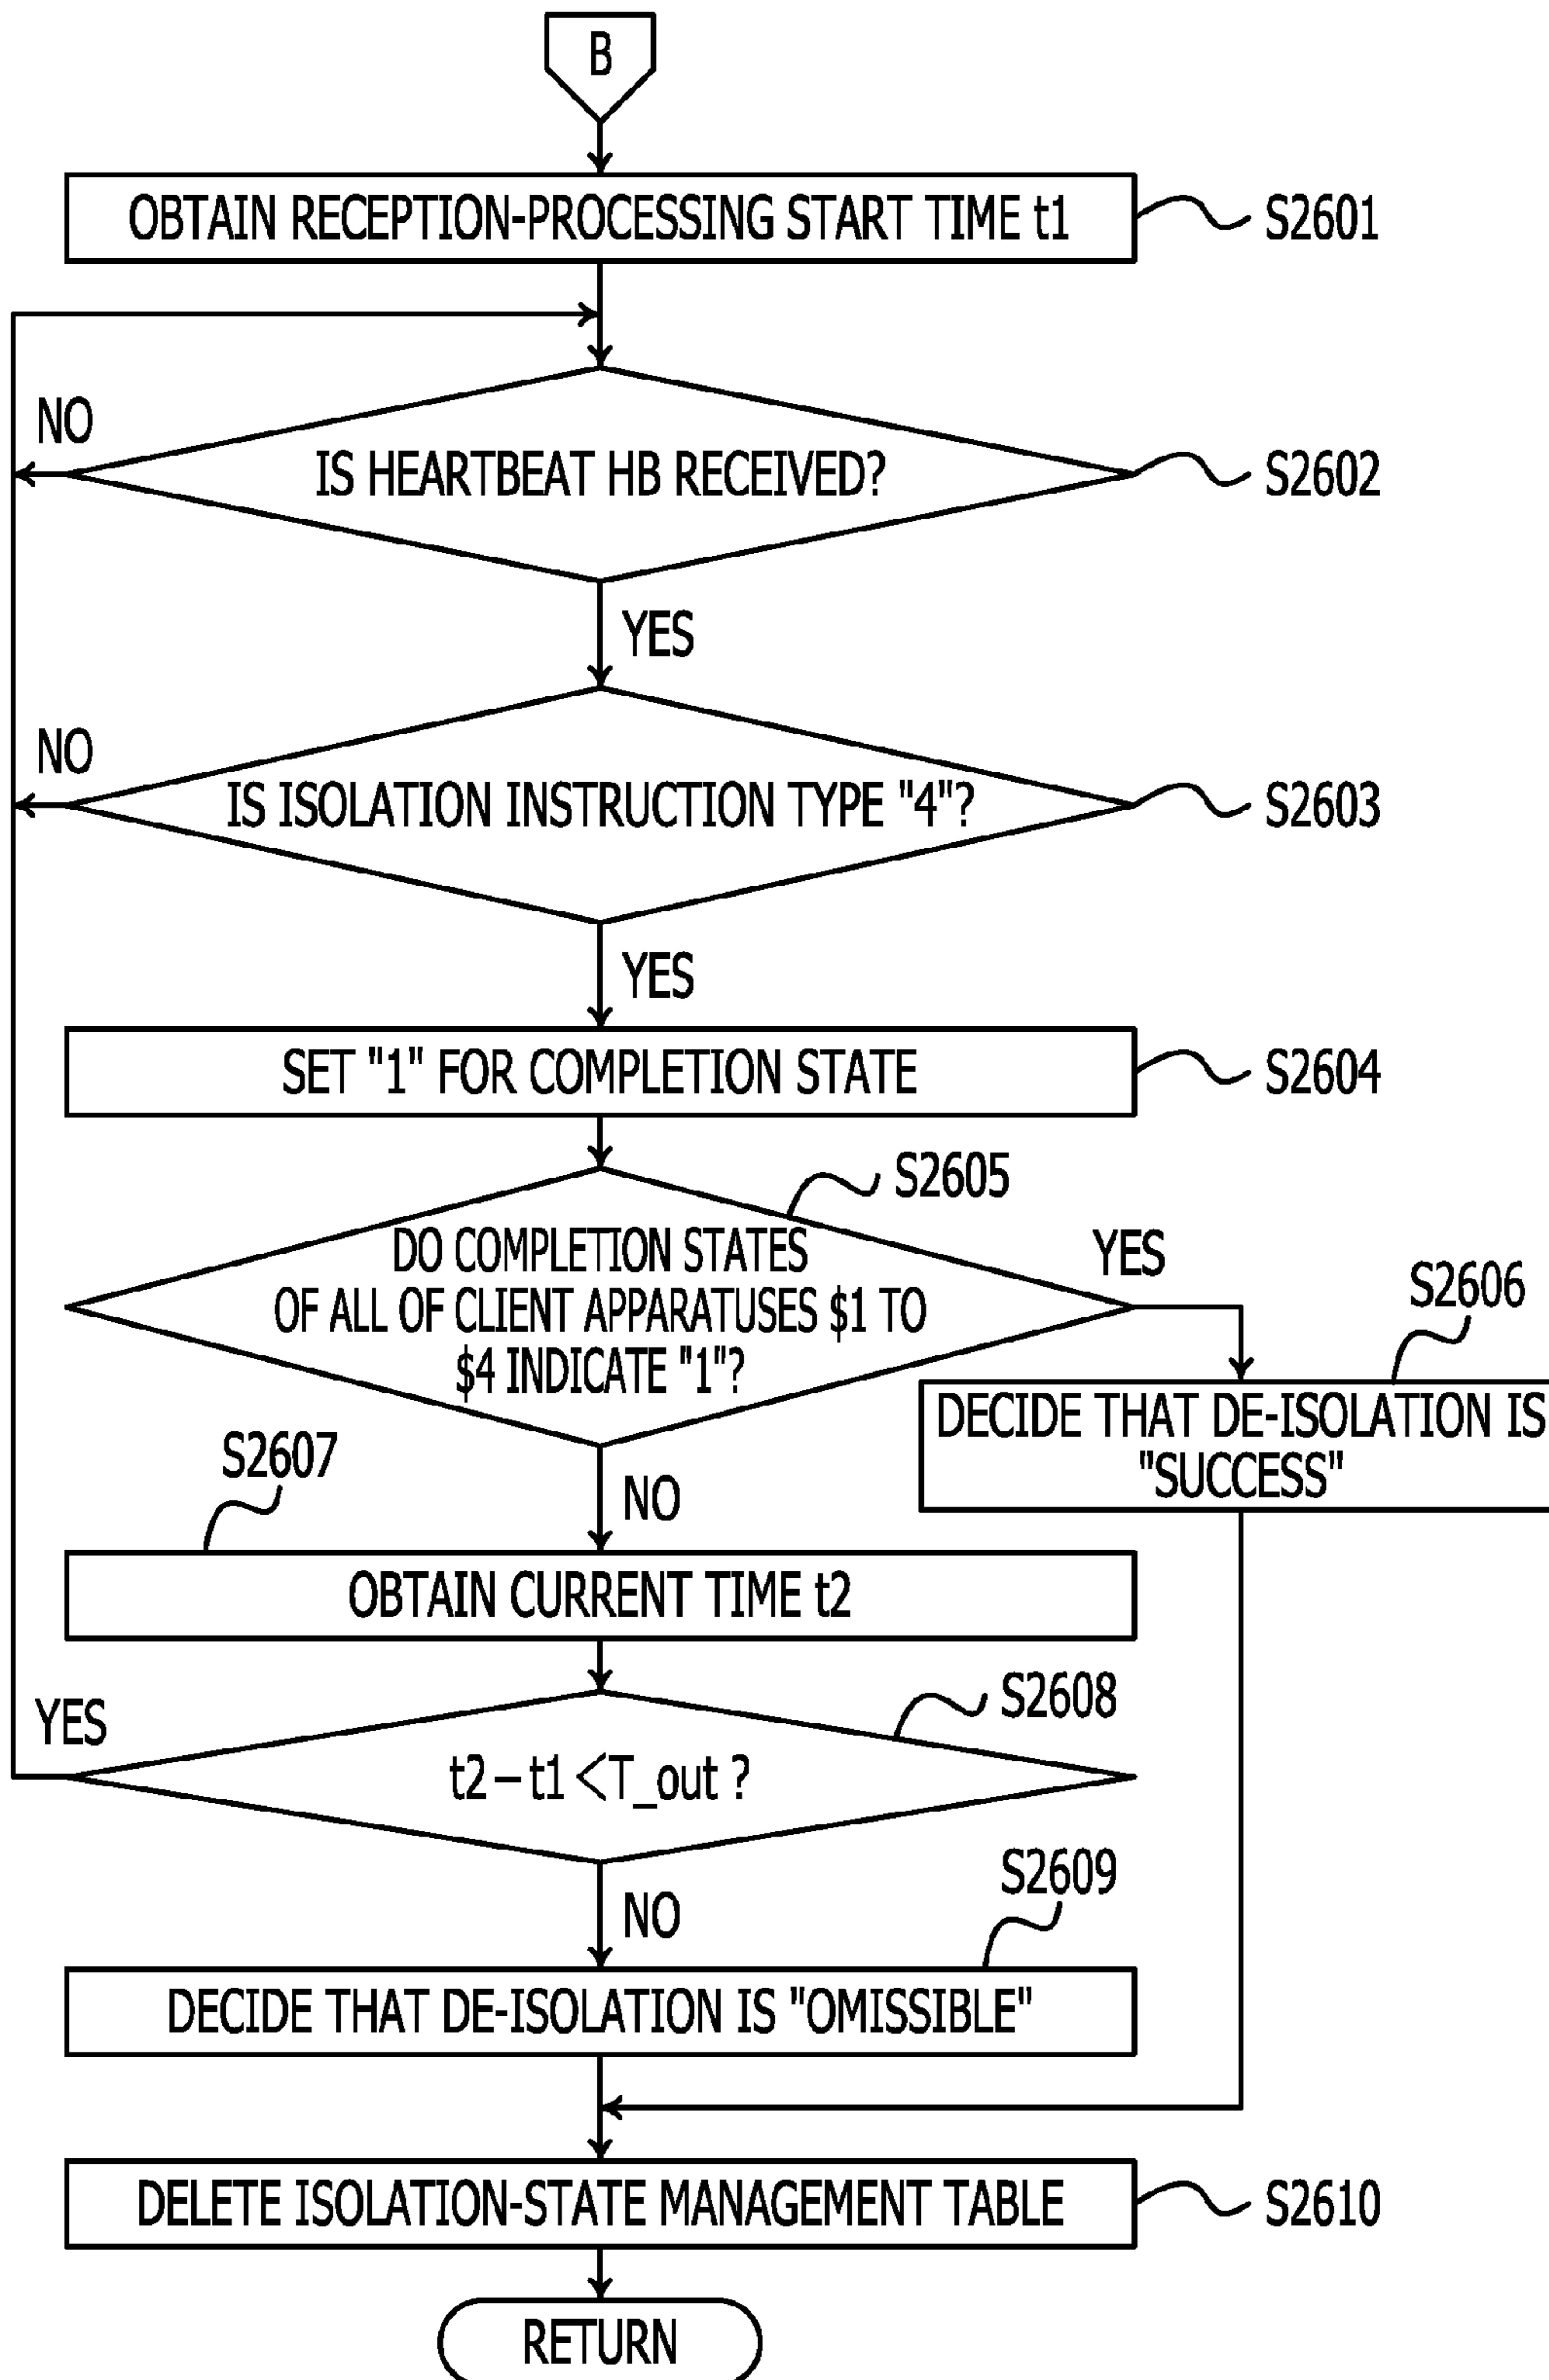 B
OBTAIN RECEPTION-PROCESSING START TIME t1
S2601
NO
IS HEARTBEAT HB RECEIVED?
S2602
YES
NO
IS ISOLATION INSTRUCTION TYPE "4"?
S2603
YES
SET "1" FOR COMPLETION STATE
S2604
S2605
DO COMPLETION STATES
OF ALL OF CLIENT APPARATUSES $1 TO
$4 INDICATE "1"?
YES
S2606
DECIDE THAT DE-ISOLATION IS
"SUCCESS"
NO
S2607
OBTAIN CURRENT TIME t2
S2608
YES
t2–t1<T_out ?
NO
S2609
DECIDE THAT DE-ISOLATION IS "OMISSIBLE"
DELETE ISOLATION-STATE MANAGEMENT TABLE
S2610
RETURN